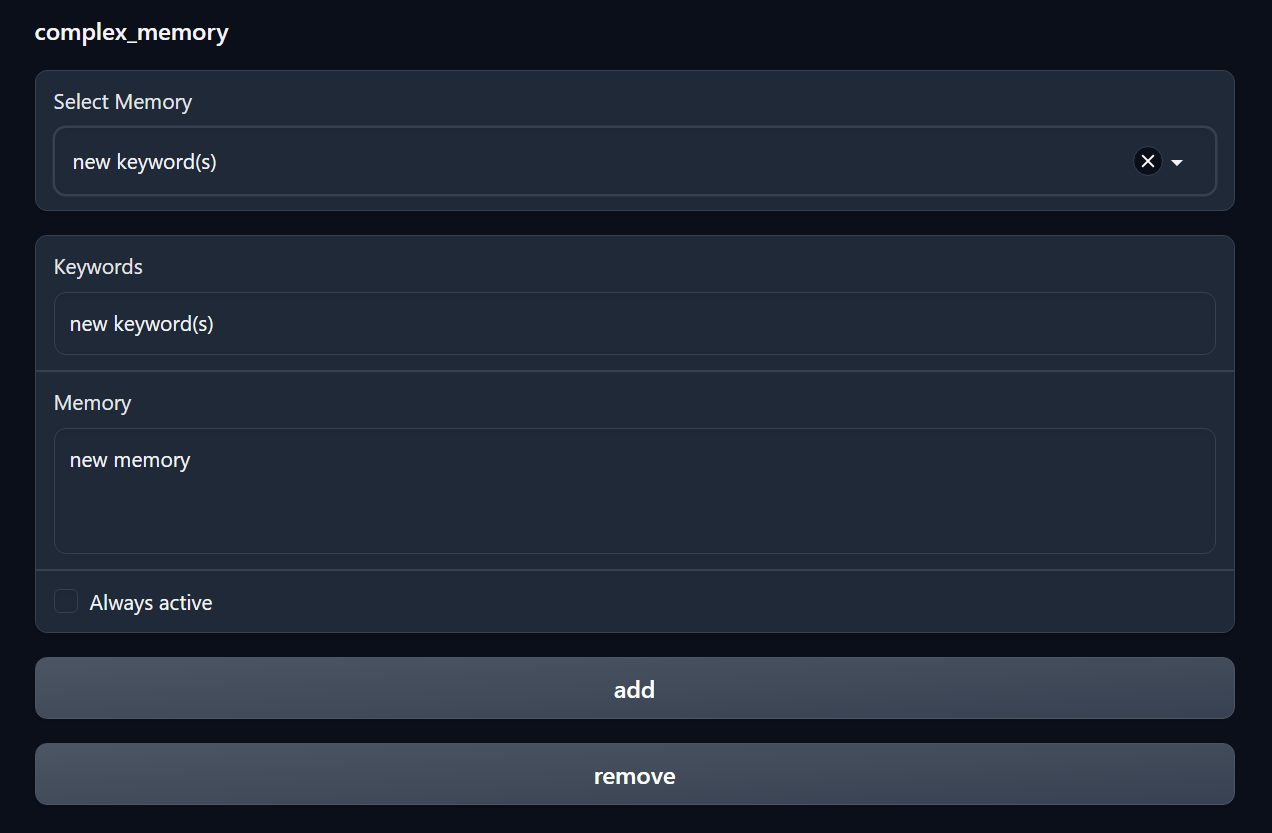 complex_memory
Select Memory
new keyword(s)
Keywords
new keyword(s)
Memory
new memory
Always active
add
remove